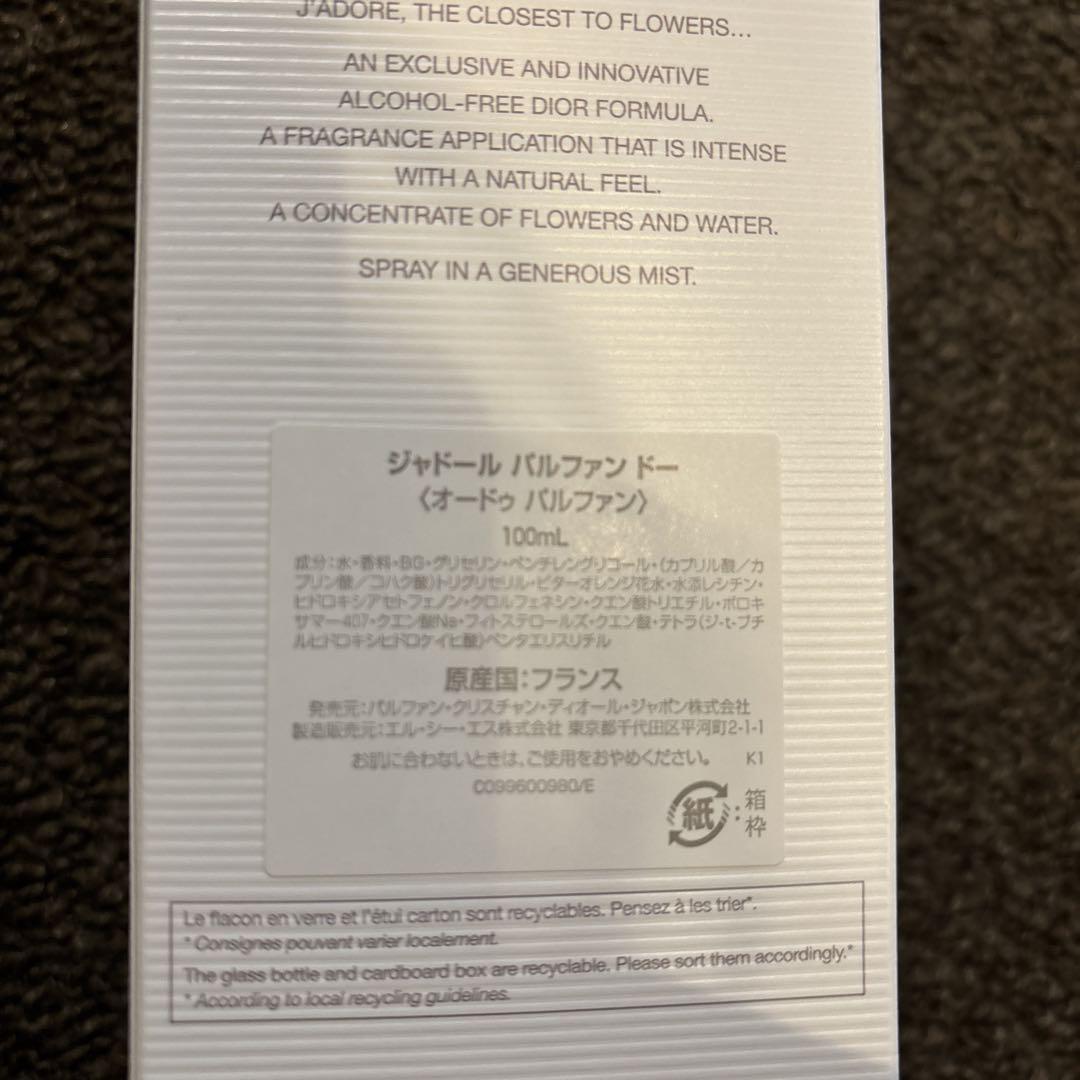 J'ADORE, THE CLOSEST TO FLOWERS...
AN EXCLUSIVE AND INNOVATIVE
ALCOHOL-FREE DIOR FORMULA.
A FRAGRANCE APPLICATION THAT IS INTENSE
WITH A NATURAL FEEL.
A CONCENTRATE OF FLOWERS AND WATER.
SPRAY IN A GENEROUS MIST.
ジャドール パルファン ドー
〈オードゥ パルファン〉
100mL
成分:水・香料・BG・グリセリン・ペンチレングリコール・(カプリル酸/カ
プリン酸/コハク酸)トリグリセリル・ビターオレンジ花水・水添レシチン・
ヒドロキシアセトフェノン・クロルフェネシン・クエン酸トリエチル・ポロキ
サマー407・クエン酸Na・フィトステロールズ・クエン酸・テトラ(ジ-t-ブチ
ルヒドロキシヒドロケイヒ酸)ペンタエリスリチル
原産国:フランス
発売元:パルファン・クリスチャン・ディオール・ジャポン株式会社
製造販売元:エル・シー・エス株式会社 東京都千代田区平河町2-1-1
お肌に合わないときは、ご使用をおやめください。 K1
C099600980/E
紙:箱
枠
Le flacon en verre et l'étui carton sont recyclables. Pensez à les trier*.
* Consignes pouvant varier localement.
The glass bottle and cardboard box are recyclable. Please sort them accordingly.*
* According to local recycling guidelines.